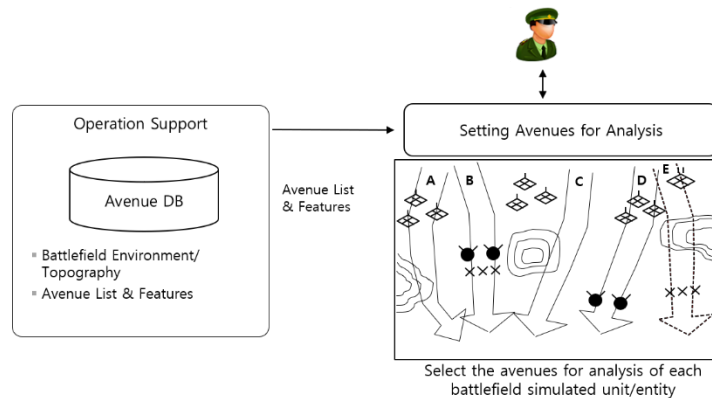 Operation Support
Avenue DB
▪ Battlefield Environment/
Topography
▪ Avenue List & Features
Avenue List
& Features
Setting Avenues for Analysis
A
B
C
D
E
Select the avenues for analysis of each
battlefield simulated unit/entity